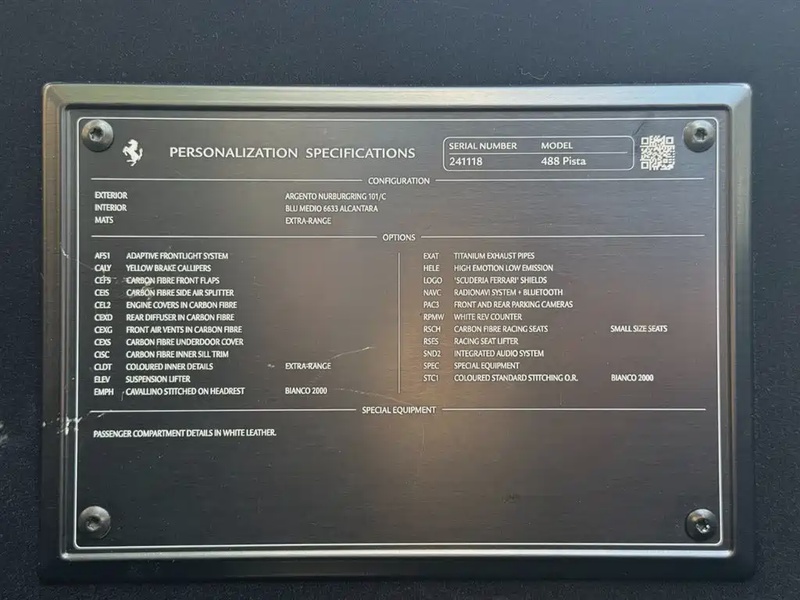 PERSONALIZATION SPECIFICATIONS
SERIAL NUMBER MODEL
241118 488 Pista
CONFIGURATION
EXTERIOR ARGENTO NURBURGRING 101/C
INTERIOR BLU MEDIO 6633 ALCANTARA
MATS EXTRA-RANGE
OPTIONS
AFS1 ADAPTIVE FRONTLIGHT SYSTEM
CALY YELLOW BRAKE CALLIPERS
CEFS CARBON FIBRE FRONT FLAPS
CEIS CARBON FIBRE SIDE AIR SPLITTER
CEL2 ENGINE COVERS IN CARBON FIBRE
CEXD REAR DIFFUSER IN CARBON FIBRE
CEXG FRONT AIR VENTS IN CARBON FIBRE
CEXS CARBON FIBRE UNDERDOOR COVER
CISC CARBON FIBRE INNER SILL TRIM
CLDT COLOURED INNER DETAILS EXTRA-RANGE
ELEV SUSPENSION LIFTER
EMPH CAVALLINO STITCHED ON HEADREST BIANCO 2000
EXAT TITANIUM EXHAUST PIPES
HELE HIGH EMOTION LOW EMISSION
LOGO 'SCUDERIA FERRARI' SHIELDS
NAVC RADIONAVI SYSTEM + BLUETOOTH
PAC3 FRONT AND REAR PARKING CAMERAS
RPMW WHITE REV COUNTER
RSCH CARBON FIBRE RACING SEATS SMALL SIZE SEATS
RSES RACING SEAT LIFTER
SND2 INTEGRATED AUDIO SYSTEM
SPEC SPECIAL EQUIPMENT
STC1 COLOURED STANDARD STITCHING O.R. BIANCO 2000
SPECIAL EQUIPMENT
PASSENGER COMPARTMENT DETAILS IN WHITE LEATHER.